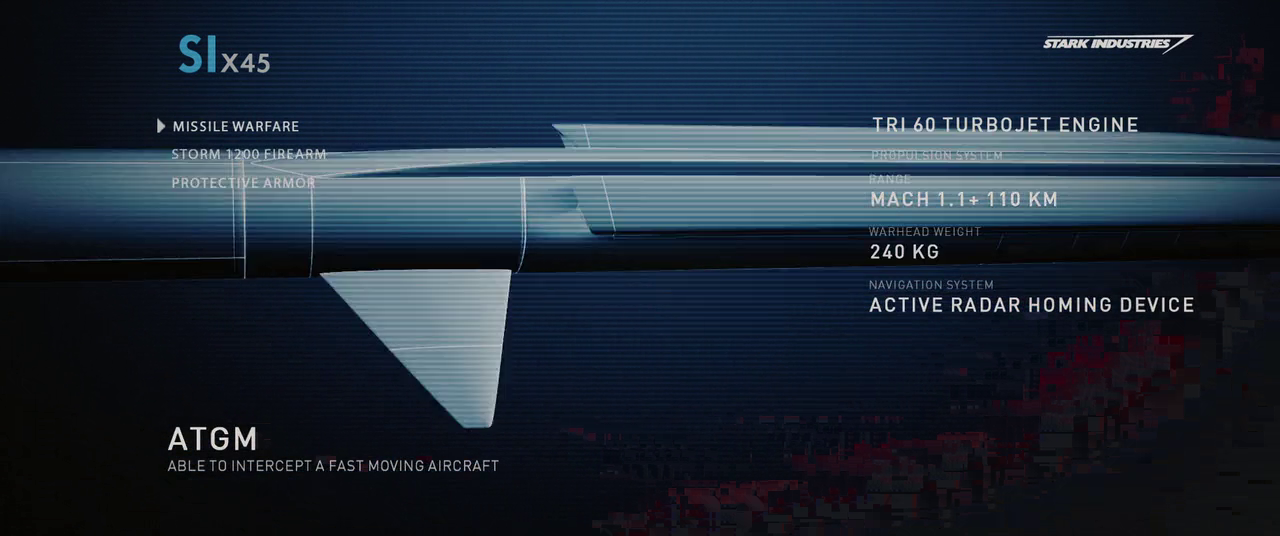 SIX45
STARK INDUSTRIES
MISSILE WARFARE
STORM 1200 FIREARM
PROTECTIVE ARMOR
TRI 60 TURBOJET ENGINE
PROPULSION SYSTEM
RANGE
MACH 1.1+ 110 KM
WARHEAD WEIGHT
240 KG
NAVIGATION SYSTEM
ACTIVE RADAR HOMING DEVICE
ATGM
ABLE TO INTERCEPT A FAST MOVING AIRCRAFT